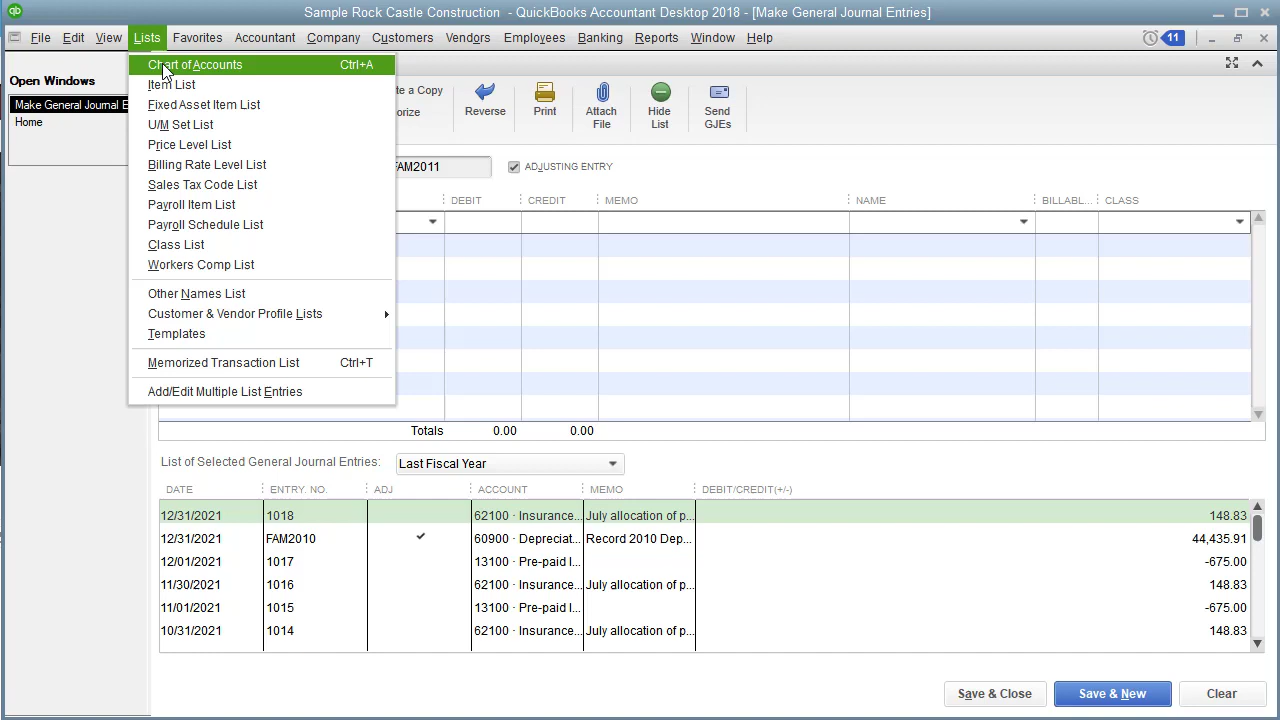 qb
Sample Rock Castle Construction - QuickBooks Accountant Desktop 2018 - [Make General Journal Entries]
File Edit View Lists Favorites Accountant Company Customers Vendors Employees Banking Reports Window Help 11
Open Windows
Make General Journal E
Home
Chart of Accounts Ctrl+A
Item List
Fixed Asset Item List
U/M Set List
Price Level List
Billing Rate Level List
Sales Tax Code List
Payroll Item List
Payroll Schedule List
Class List
Workers Comp List
Other Names List
Customer & Vendor Profile Lists
Templates
Memorized Transaction List Ctrl+T
Add/Edit Multiple List Entries
te a Copy
orize
Reverse
Print
Attach
File
Hide
List
Send
GJEs
FAM2011
ADJUSTING ENTRY
DEBIT CREDIT MEMO NAME BILLABL... CLASS
Totals 0.00 0.00
List of Selected General Journal Entries: Last Fiscal Year
DATE ENTRY. NO. ADJ ACCOUNT MEMO DEBIT/CREDIT(+/-)
12/31/2021 1018 62100 · Insurance... July allocation of p... 148.83
12/31/2021 FAM2010 ✓ 60900 · Depreciat... Record 2010 Dep... 44,435.91
12/01/2021 1017 13100 · Pre-paid I... -675.00
11/30/2021 1016 62100 · Insurance... July allocation of p... 148.83
11/01/2021 1015 13100 · Pre-paid I... -675.00
10/31/2021 1014 62100 · Insurance... July allocation of p... 148.83
Save & Close Save & New Clear